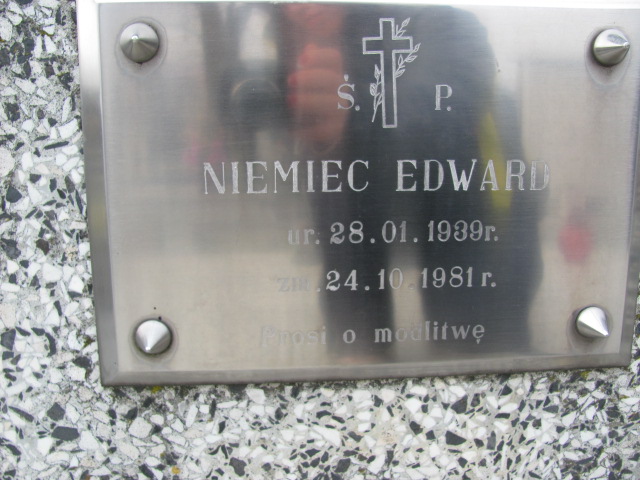 Ś. P.
NIEMIEC EDWARD
ur. 28.01.1939r.
zm. 24.10.1981r.
Prosi o modlitwę